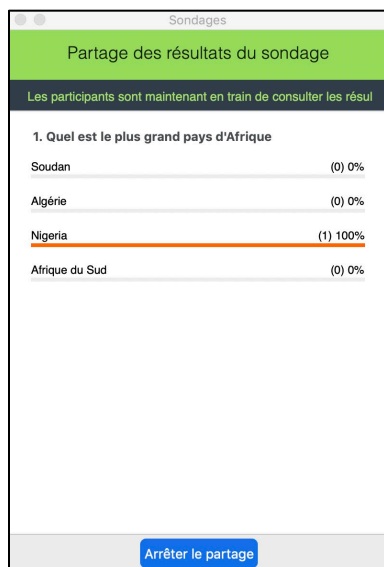 Sondages
Partage des résultats du sondage
Les participants sont maintenant en train de consulter les résul
1. Quel est le plus grand pays d'Afrique
Soudan (0) 0%
Algérie (0) 0%
Nigeria (1) 100%
Afrique du Sud (0) 0%
Arrêter le partage